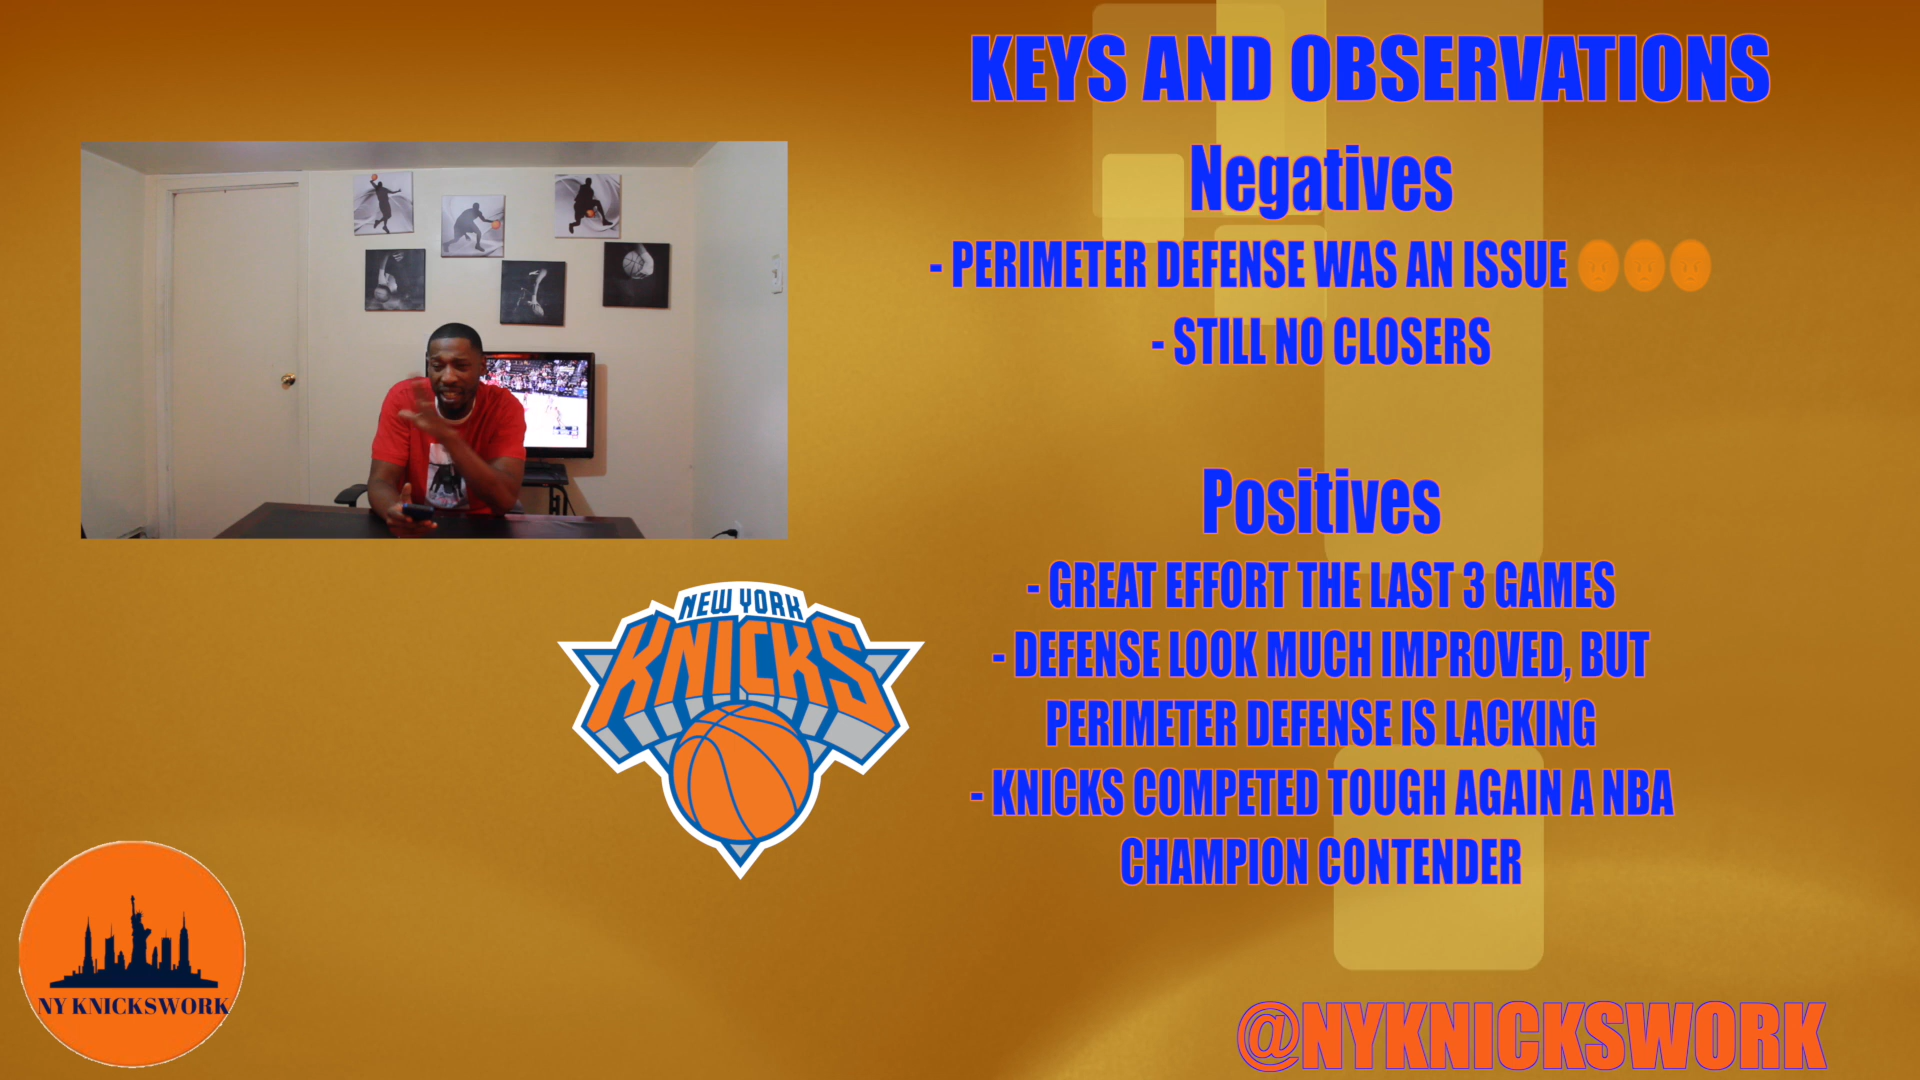 KEYS AND OBSERVATIONS
Negatives
- PERIMETER DEFENSE WAS AN ISSUE 😡😡😡
- STILL NO CLOSERS
Positives
- GREAT EFFORT THE LAST 3 GAMES
- DEFENSE LOOK MUCH IMPROVED, BUT
PERIMETER DEFENSE IS LACKING
- KNICKS COMPETED TOUGH AGAIN A NBA
CHAMPION CONTENDER
NEW YORK
KNICKS
NY KNICKSWORK
@NYKNICKSWORK